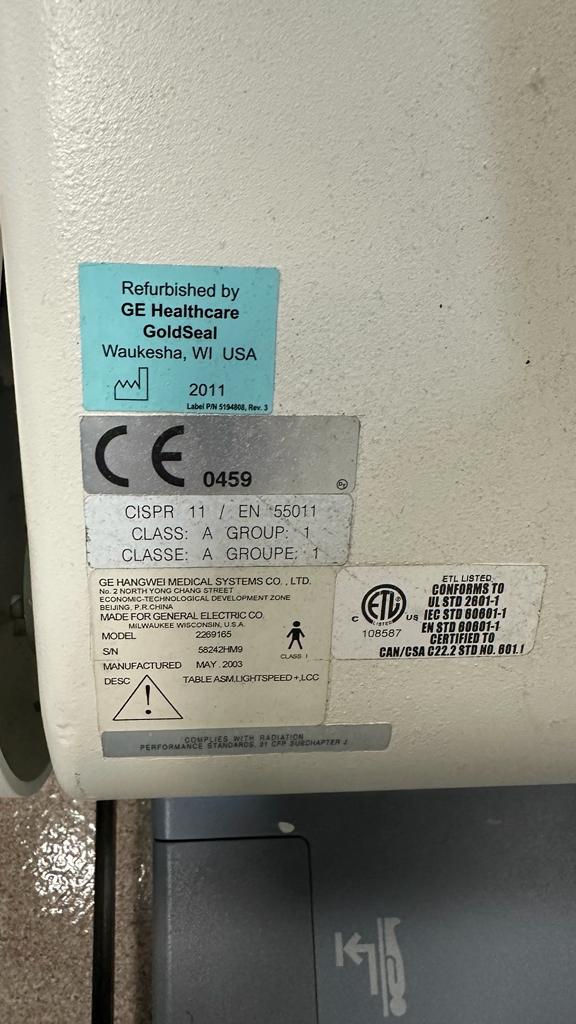 Refurbished by
GE Healthcare
GoldSeal
Waukesha, WI USA
2011
Label P/N 5194808, Rev. 3
CE 0459
CISPR 11 / EN 55011
CLASS: A GROUP: 1
CLASSE: A GROUPE: 1
GE HANGWEI MEDICAL SYSTEMS CO. , LTD.
No. 2 NORTH YONG CHANG STREET
ECONOMIC-TECHNOLOGICAL DEVELOPMENT ZONE
BEIJING, P.R.CHINA
MADE FOR GENERAL ELECTRIC CO.
MILWAUKEE WISCONSIN, U.S.A.
MODEL 2269165
S/N 58242HM9
CLASS I
MANUFACTURED MAY . 2003
DESC TABLE ASM,LIGHTSPEED +,LCC
!
ETL LISTED
CONFORMS TO
UL STD 2601-1
IEC STD 60601-1
EN STD 60601-1
CERTIFIED TO
CAN/CSA C22.2 STD NO. 601.1
C ETL US
LISTED
108587
COMPLIES WITH RADIATION
PERFORMANCE STANDARDS, 21 CFP SUBCHAPTER J